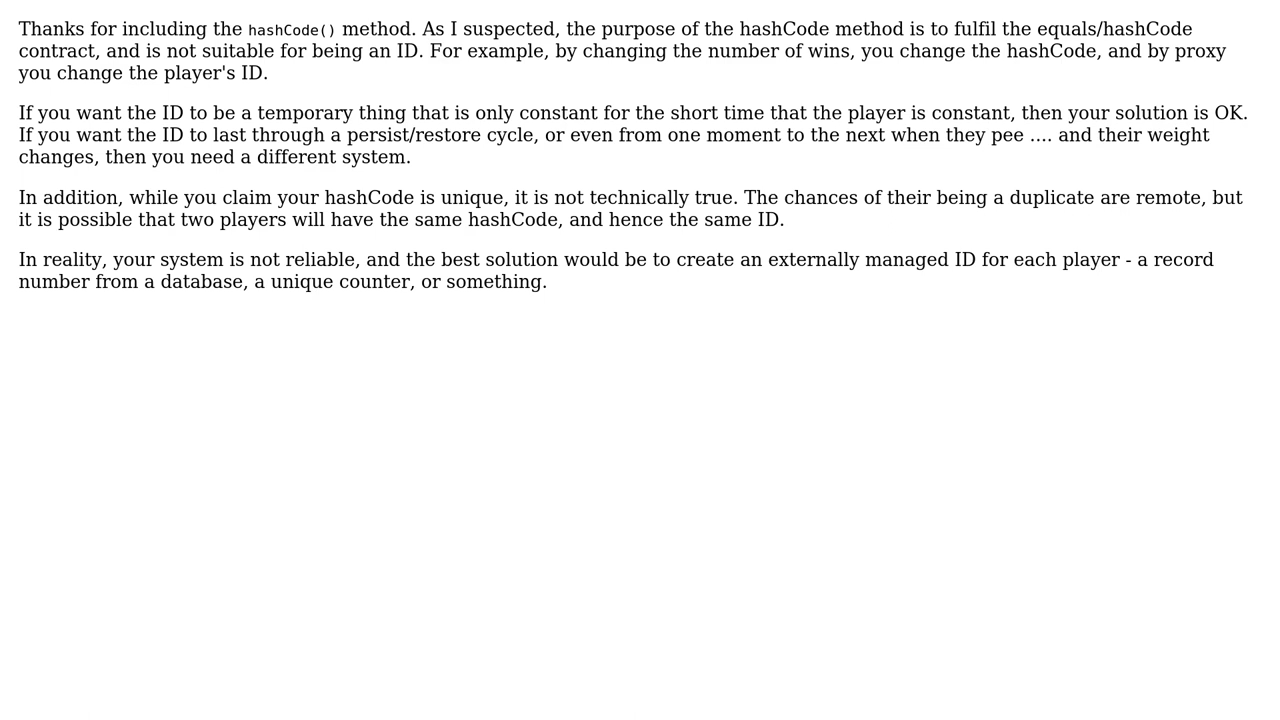 Thanks for including the hashCode() method. As I suspected, the purpose of the hashCode method is to fulfil the equals/hashCode
contract, and is not suitable for being an ID. For example, by changing the number of wins, you change the hashCode, and by proxy
you change the player's ID.
If you want the ID to be a temporary thing that is only constant for the short time that the player is constant, then your solution is OK.
If you want the ID to last through a persist/restore cycle, or even from one moment to the next when they pee .... and their weight
changes, then you need a different system.
In addition, while you claim your hashCode is unique, it is not technically true. The chances of their being a duplicate are remote, but
it is possible that two players will have the same hashCode, and hence the same ID.
In reality, your system is not reliable, and the best solution would be to create an externally managed ID for each player - a record
number from a database, a unique counter, or something.